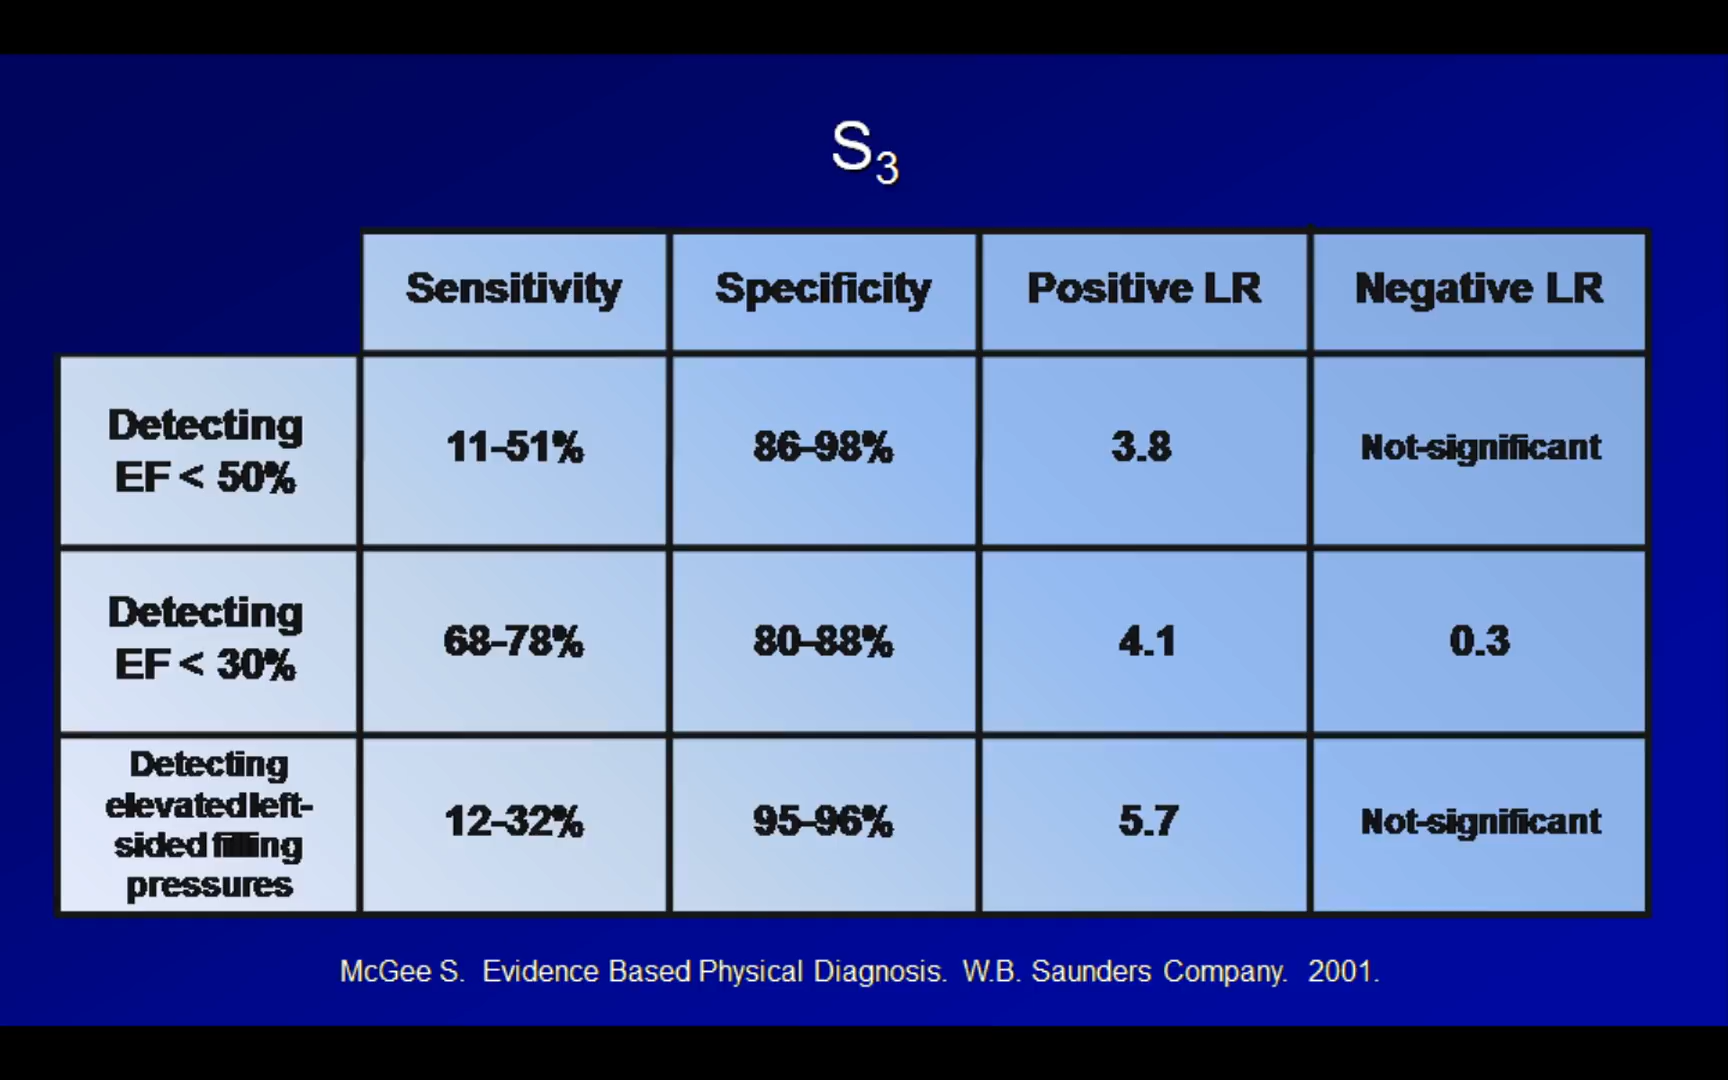 S3
Sensitivity Specificity Positive LR Negative LR
Detecting
EF < 50%
11-51% 86-98% 3.8 Not-significant
Detecting
EF < 30%
68-78% 80-88% 4.1 0.3
Detecting
elevated left-
sided filling
pressures
12-32% 95-96% 5.7 Not-significant
McGee S. Evidence Based Physical Diagnosis. W.B. Saunders Company. 2001.